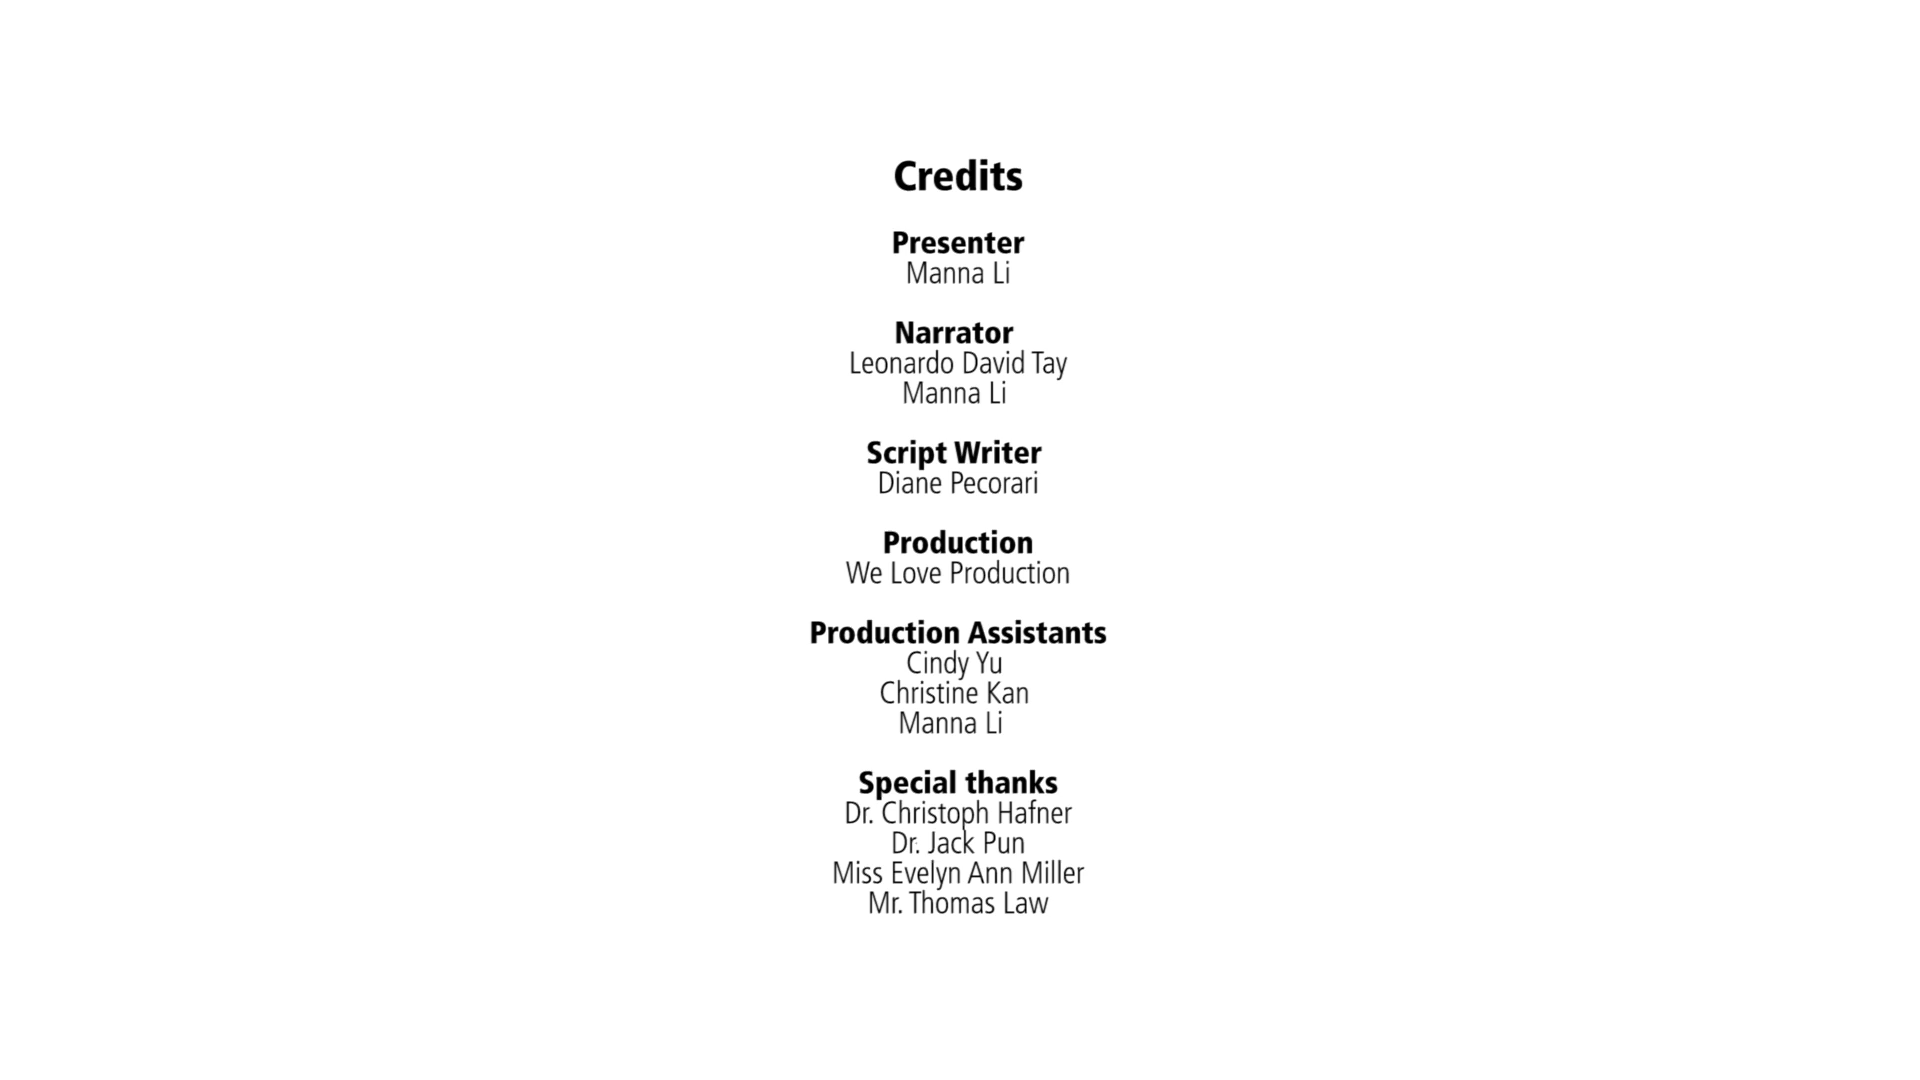 Credits
Presenter
Manna Li
Narrator
Leonardo David Tay
Manna Li
Script Writer
Diane Pecorari
Production
We Love Production
Production Assistants
Cindy Yu
Christine Kan
Manna Li
Special thanks
Dr. Christoph Hafner
Dr. Jack Pun
Miss Evelyn Ann Miller
Mr. Thomas Law